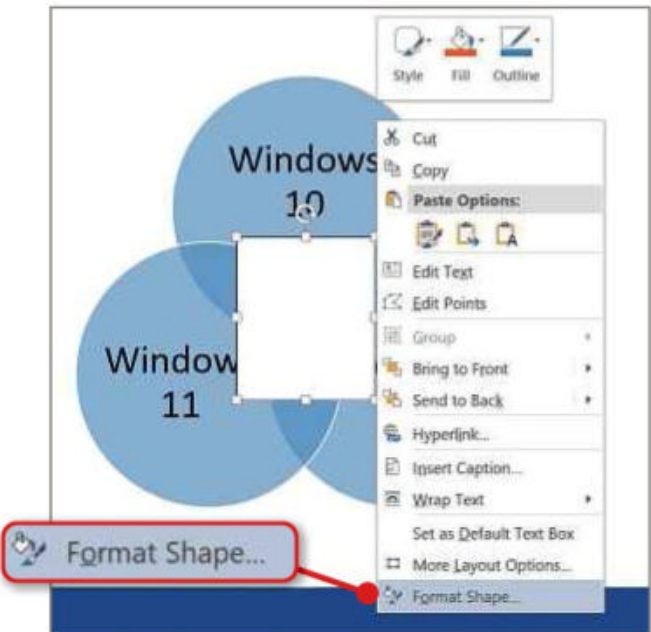 Style Fill Outline
Windows
10
Cut
Copy
Paste Options:
Edit Text
Edit Points
Group
Bring to Front
Send to Back
Hyperlink...
Insert Caption...
Wrap Text
Set as Default Text Box
More Layout Options...
Format Shape...
Window
11
Format Shape...